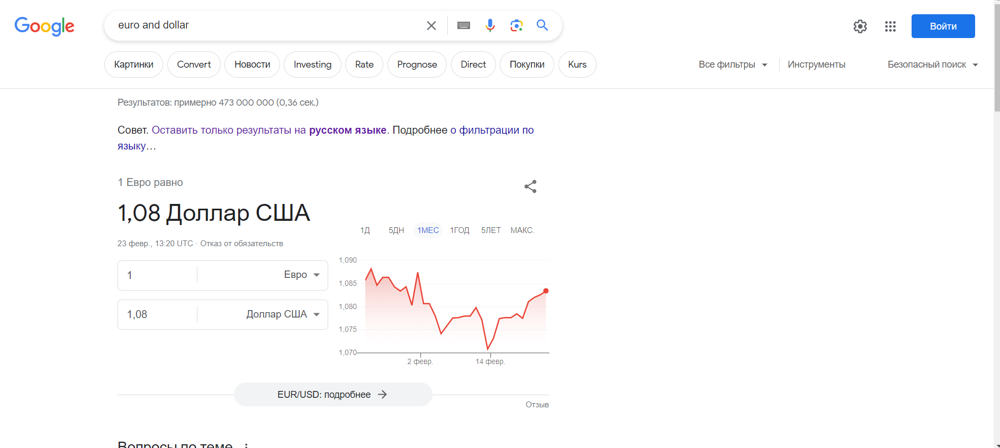 Google
euro and dollar
Войти
Картинки
Convert
Новости
Investing
Rate
Prognose
Direct
Покупки
Kurs
Все фильтры
Инструменты
Безопасный поиск
Результатов: примерно 473 000 000 (0,36 сек.)
Совет. Оставить только результаты на русском языке. Подробнее о фильтрации по
языку…
1 Евро равно
1,08 Доллар США
23 февр., 13:20 UTC · Отказ от обязательств
1 Евро
1,08 Доллар США
1Д 5ДН 1МЕС 1ГОД 5ЛЕТ МАКС.
1,090
1,085
1,080
1,075
1,070
2 февр. 14 февр.
EUR/USD: подробнее
Отзыв
Вопросы по теме